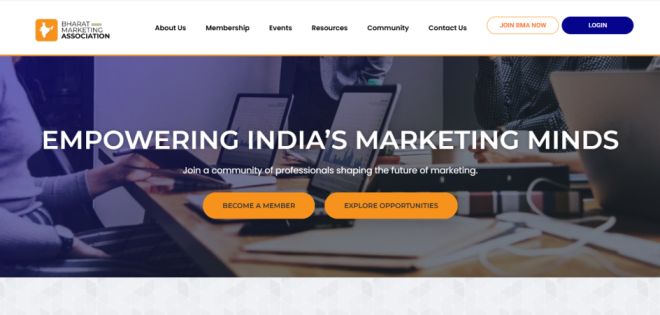 BHARAT
MARKETING
ASSOCIATION
About Us
Membership
Events
Resources
Community
Contact Us
JOIN BMA NOW
LOGIN
EMPOWERING INDIA'S MARKETING MINDS
Join a community of professionals shaping the future of marketing.
BECOME A MEMBER
EXPLORE OPPORTUNITIES